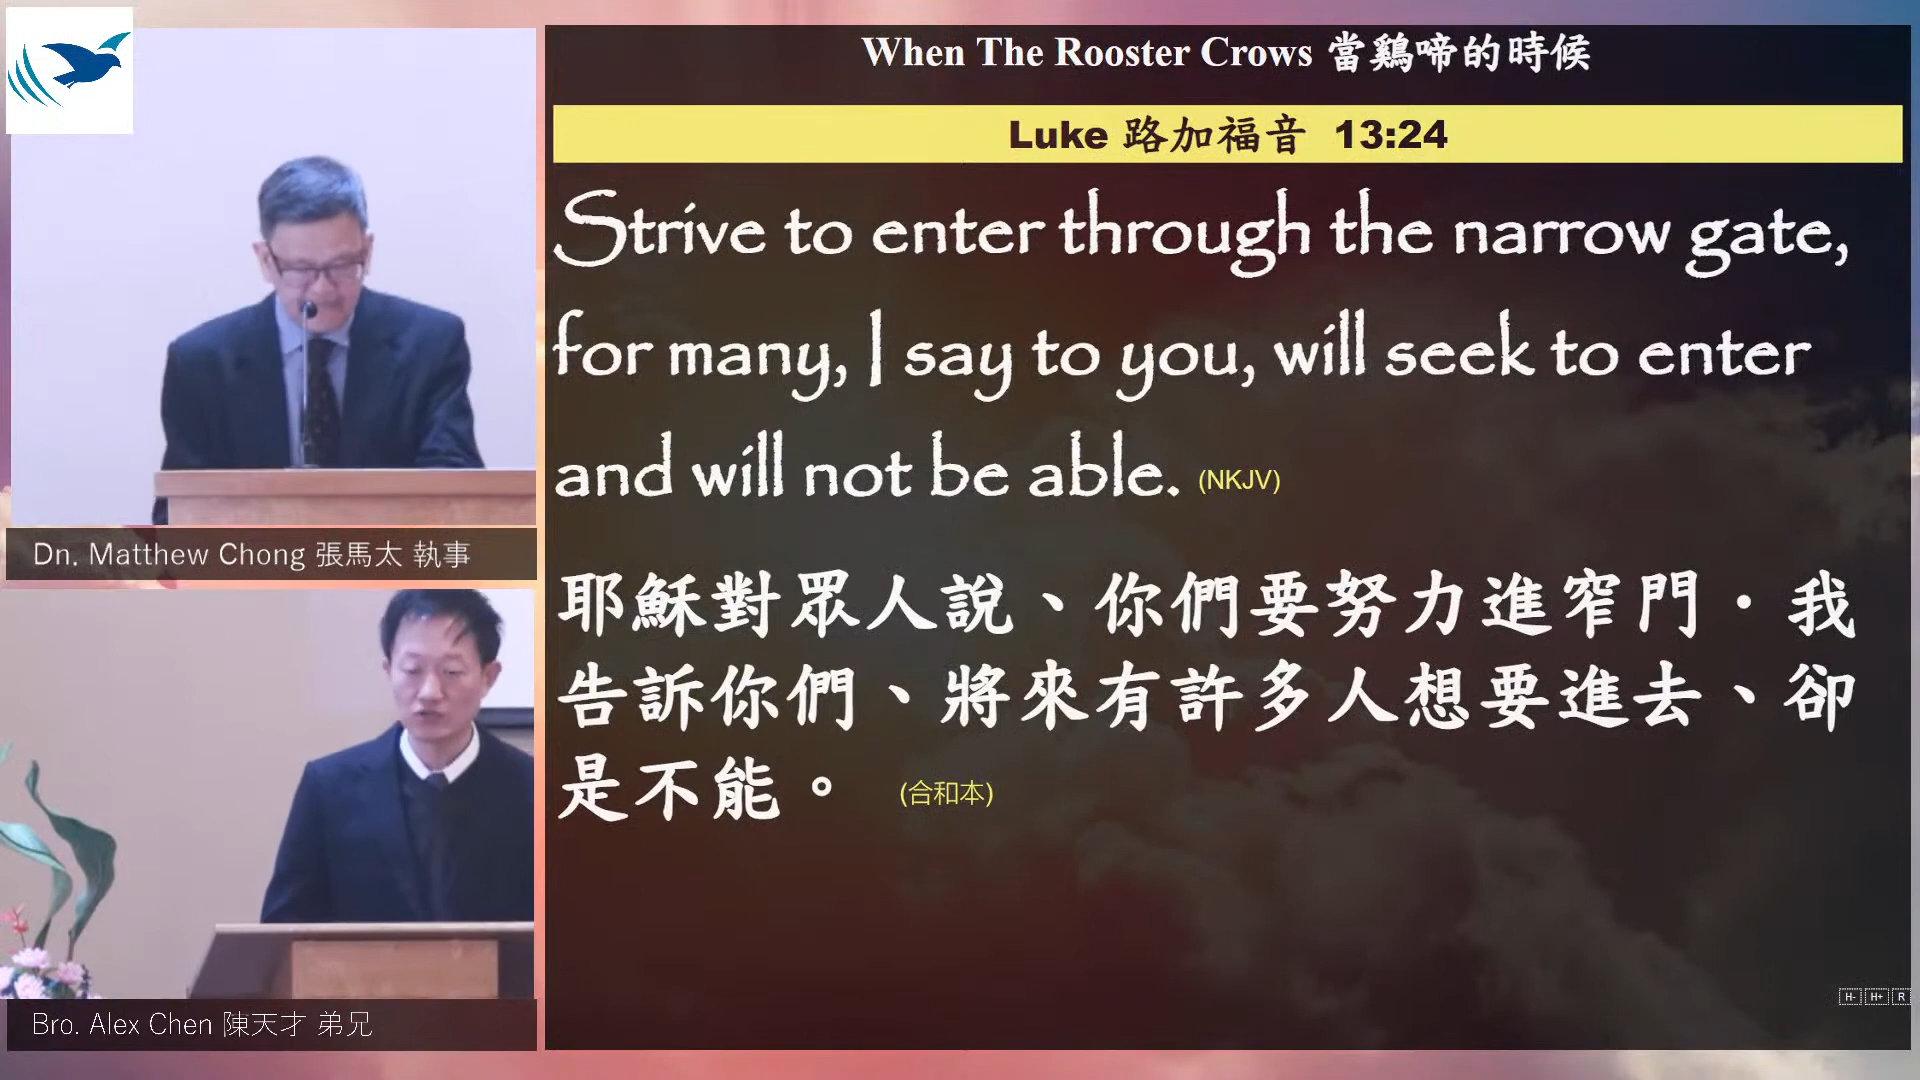 When The Rooster Crows 當鷄啼的時候
Luke 路加福音 13:24
Strive to enter through the narrow gate,
for many, I say to you, will seek to enter
and will not be able. (NKJV)
耶穌對眾人說、你們要努力進窄門．我
告訴你們、將來有許多人想要進去、卻
是不能。 (合和本)
Dn. Matthew Chong 張馬太 執事
Bro. Alex Chen 陳天才 弟兄
H- H+ R